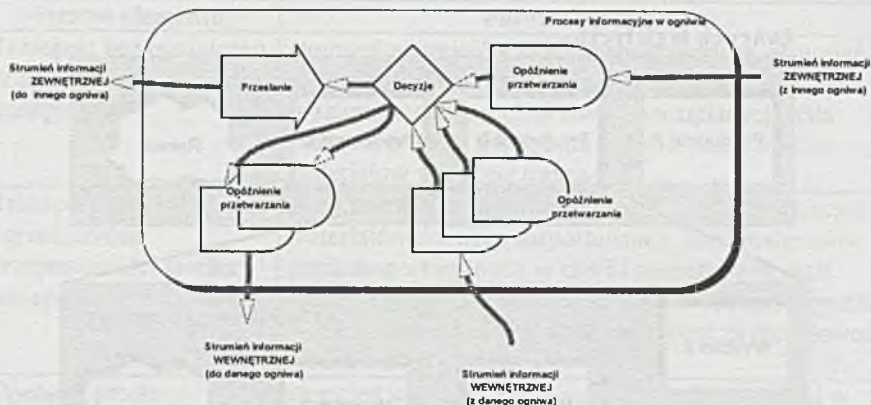 Procesy informacyjne w ogniwie
Strumień informacji
ZEWNĘTRZNEJ
(do innego ogniwa)
Przesłanie
Decyzje
Opóźnienie
przetwarzania
Strumień informacji
ZEWNĘTRZNEJ
(z innego ogniwa)
Opóźnienie
przetwarzania
Opóźnienie
przetwarzania
Strumień informacji
WEWNĘTRZNEJ
(do danego ogniwa)
Strumień informacji
WEWNĘTRZNEJ
(z danego ogniwa)